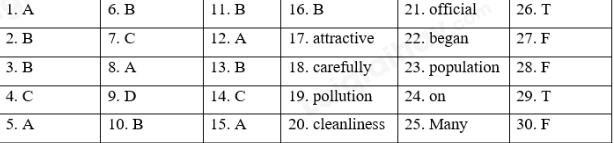 1. A 6. B 11. B 16. B 21. official 26. T
2. B 7. C 12. A 17. attractive 22. began 27. F
3. B 8. A 13. B 18. carefully 23. population 28. F
4. C 9. D 14. C 19. pollution 24. on 29. T
5. A 10. B 15. A 20. cleanliness 25. Many 30. F